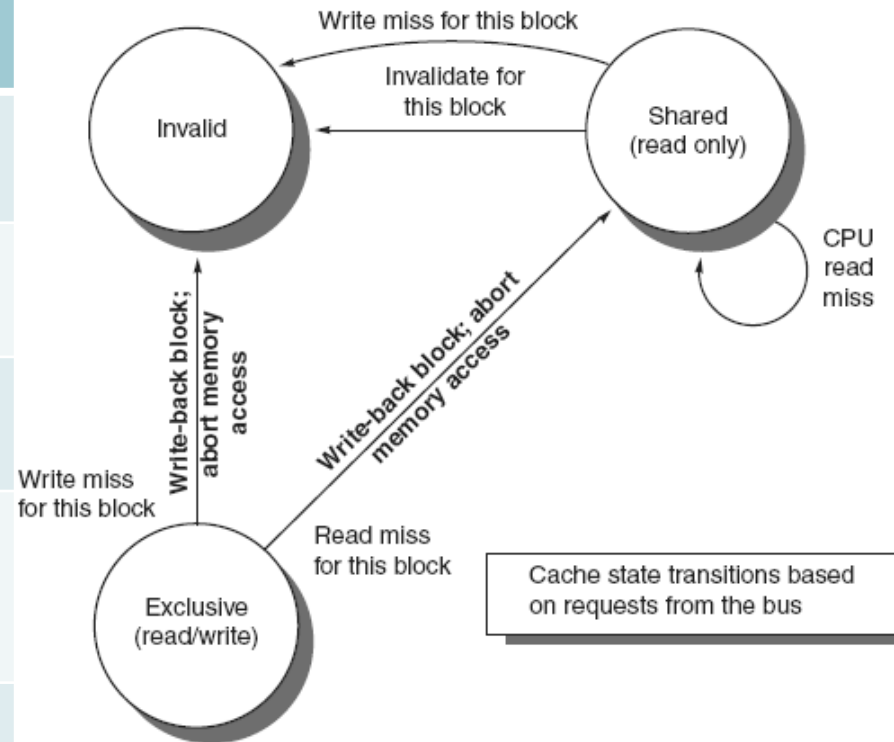 Write miss for this block
Invalidate for
this block
Invalid
Shared
(read only)
CPU
read
miss
Write-back block;
abort memory
access
Write-back block; abort
memory access
Write miss
for this block
Read miss
for this block
Exclusive
(read/write)
Cache state transitions based
on requests from the bus